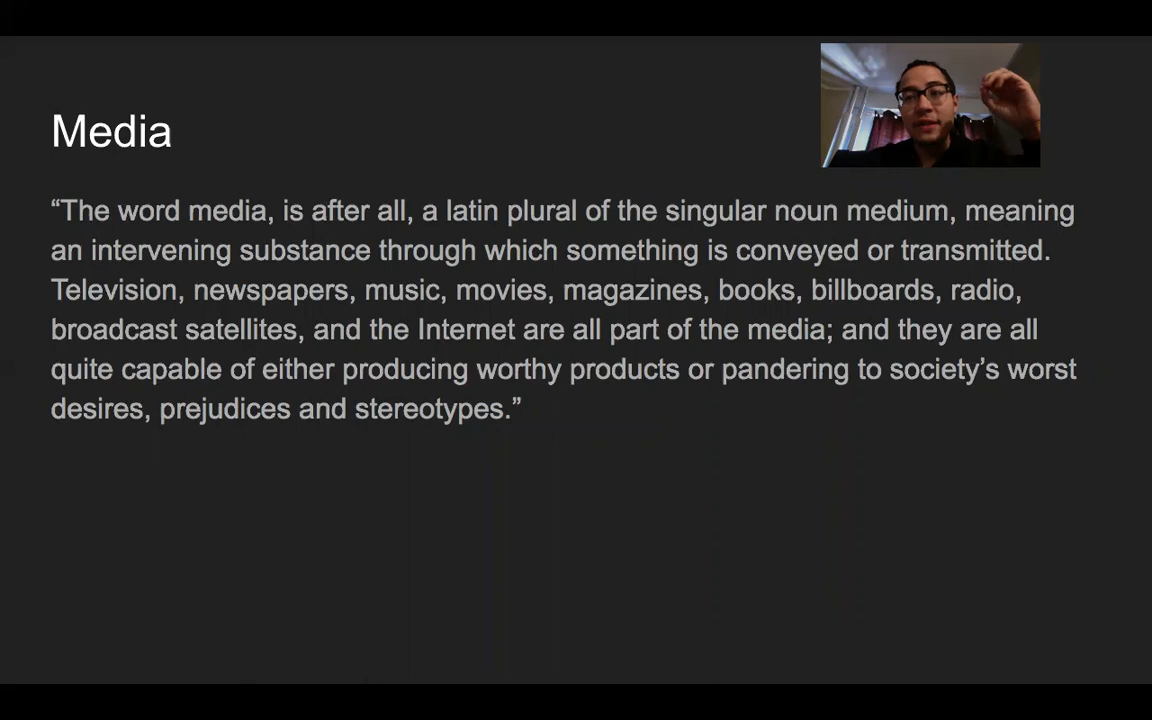 Media
“The word media, is after all, a latin plural of the singular noun medium, meaning
an intervening substance through which something is conveyed or transmitted.
Television, newspapers, music, movies, magazines, books, billboards, radio,
broadcast satellites, and the Internet are all part of the media; and they are all
quite capable of either producing worthy products or pandering to society’s worst
desires, prejudices and stereotypes.”